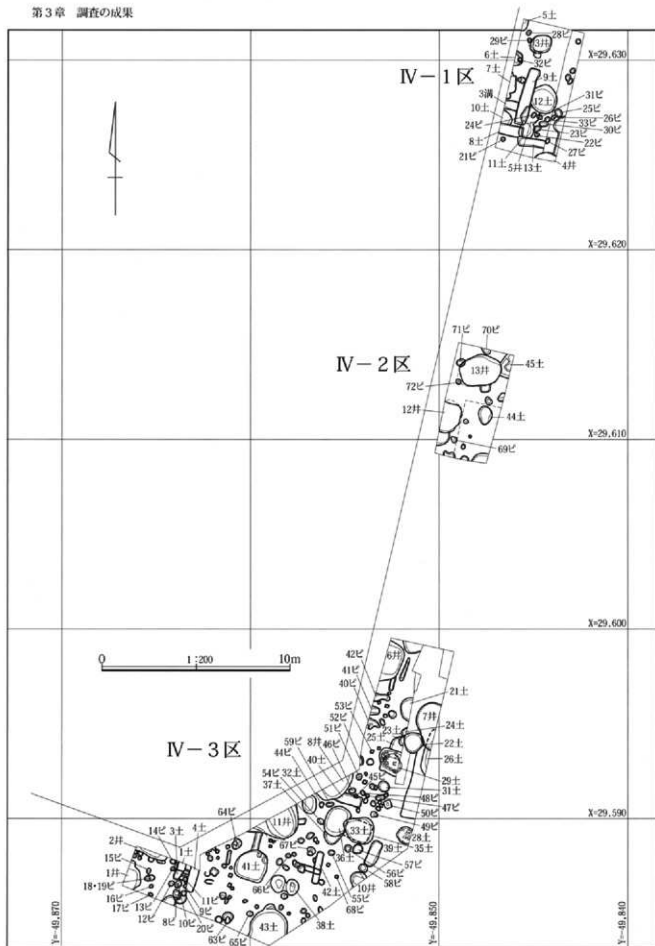 第3章 調査の成果
5土
29ピ
28ピ
3井
6土
32ピ
7土
9土
Ⅳ-1区
3溝
12土
31ピ
10土
25ピ
26ピ
24ピ
33ピ
30ピ
8土
23ピ
22ピ
21ピ
27ピ
11土
5井
13土
4井
X=29,630
X=29,620
71ピ
70ピ
45土
Ⅳ-2区
13井
72ピ
12井
44土
69ピ
X=29,610
X=29,600
0
1:200
10m
42ピ
41ピ
40ピ
6井
21土
53ピ
52ピ
7井
51ピ
23土
24土
25土
22土
26土
Ⅳ-3区
59ピ
8井
46ピ
44ピ
40土
45ピ
29土
54ピ
32土
31土
37土
48ピ
47ピ
50ピ
X=29,590
49ピ
64ピ
11井
33土
28土
35土
67ピ
36土
39土
57ピ
56ピ
58ピ
2井
14ピ
3土
4土
1土
15ピ
41土
1井
66ピ
10井
55ピ
68ピ
42土
18・19ピ
16ピ
17ピ
13ピ
12ピ
11ピ
9ピ
8ピ
10ピ
20ピ
63ピ
65ピ
43土
38土
Y=-49,870
Y=-49,850
Y=-49,840